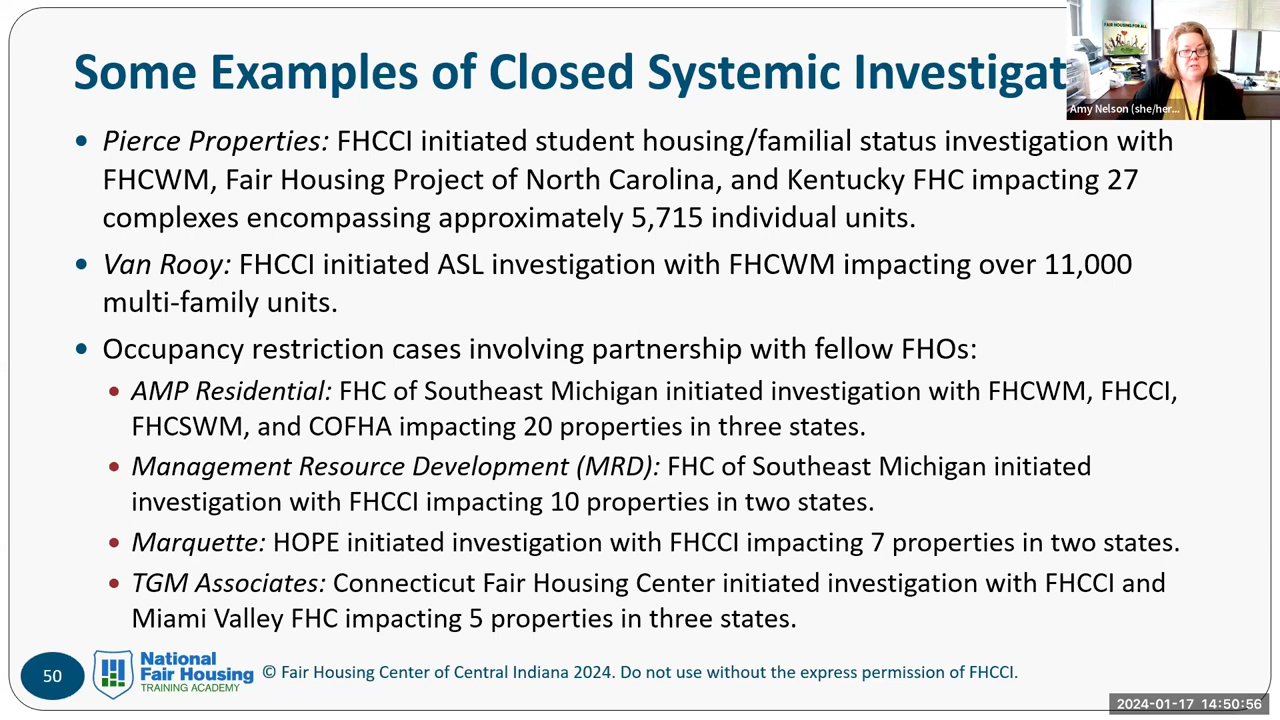 Some Examples of Closed Systemic Investigat
FAIR HOUSING FOR ALL
Amy Nelson (she/her...
• Pierce Properties: FHCCI initiated student housing/familial status investigation with
FHCWM, Fair Housing Project of North Carolina, and Kentucky FHC impacting 27
complexes encompassing approximately 5,715 individual units.
• Van Rooy: FHCCI initiated ASL investigation with FHCWM impacting over 11,000
multi-family units.
• Occupancy restriction cases involving partnership with fellow FHOs:
• AMP Residential: FHC of Southeast Michigan initiated investigation with FHCWM, FHCCI,
FHCSWM, and COFHA impacting 20 properties in three states.
• Management Resource Development (MRD): FHC of Southeast Michigan initiated
investigation with FHCCI impacting 10 properties in two states.
• Marquette: HOPE initiated investigation with FHCCI impacting 7 properties in two states.
• TGM Associates: Connecticut Fair Housing Center initiated investigation with FHCCI and
Miami Valley FHC impacting 5 properties in three states.
50
National
Fair Housing
TRAINING ACADEMY
© Fair Housing Center of Central Indiana 2024. Do not use without the express permission of FHCCI.
2024-01-17 14:50:56